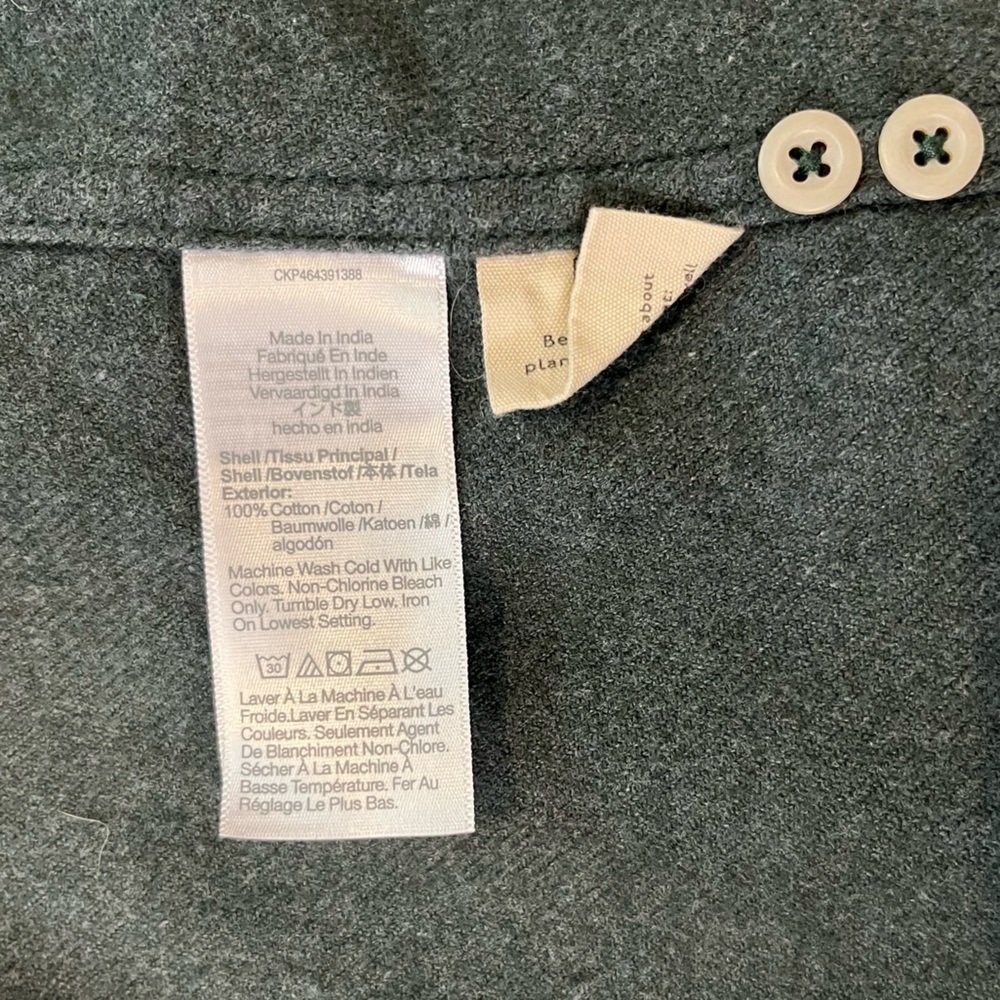 CKP464391388
Made In India
Fabriqué En Inde
Hergestellt In Indien
Vervaardigd In India
インド製
hecho en india
Shell /Tissu Principal /
Shell /Bovenstof /本体 /Tela
Exterior:
100% Cotton /Coton /
Baumwolle /Katoen /綿 /
algodón
Machine Wash Cold With Like
Colors. Non-Chlorine Bleach
Only. Tumble Dry Low. Iron
On Lowest Setting.
30
Laver À La Machine À L'eau
Froide.Laver En Séparant Les
Couleurs. Seulement Agent
De Blanchiment Non-Chlore.
Sécher À La Machine À
Basse Température. Fer Au
Réglage Le Plus Bas.
Be
plan
about